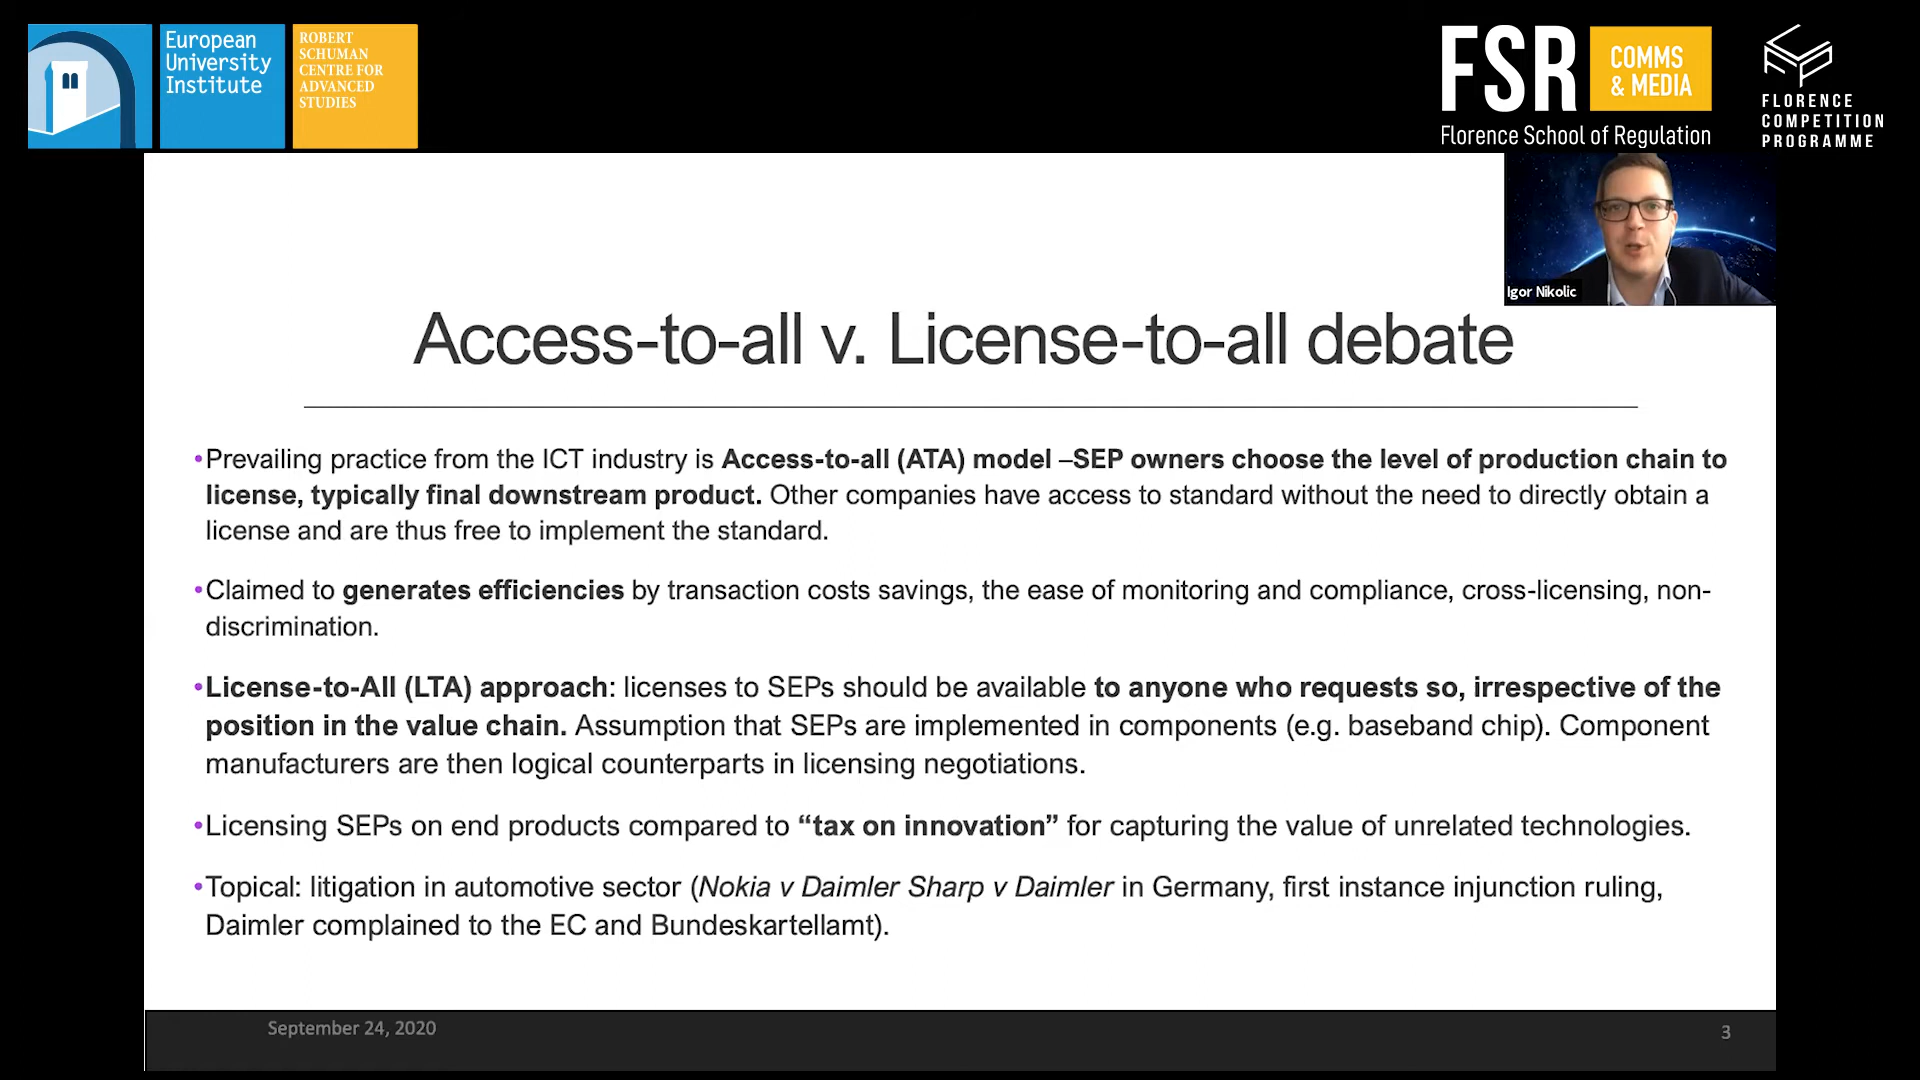 European
University
Institute
ROBERT
SCHUMAN
CENTRE FOR
ADVANCED
STUDIES
FSR
COMMS
& MEDIA
Florence School of Regulation
FLORENCE
COMPETITION
PROGRAMME
Igor Nikolic
Access-to-all v. License-to-all debate
•Prevailing practice from the ICT industry is Access-to-all (ATA) model –SEP owners choose the level of production chain to
license, typically final downstream product. Other companies have access to standard without the need to directly obtain a
license and are thus free to implement the standard.
•Claimed to generates efficiencies by transaction costs savings, the ease of monitoring and compliance, cross-licensing, non-
discrimination.
•License-to-All (LTA) approach: licenses to SEPs should be available to anyone who requests so, irrespective of the
position in the value chain. Assumption that SEPs are implemented in components (e.g. baseband chip). Component
manufacturers are then logical counterparts in licensing negotiations.
•Licensing SEPs on end products compared to “tax on innovation” for capturing the value of unrelated technologies.
•Topical: litigation in automotive sector (Nokia v Daimler Sharp v Daimler in Germany, first instance injunction ruling,
Daimler complained to the EC and Bundeskartellamt).
September 24, 2020
3